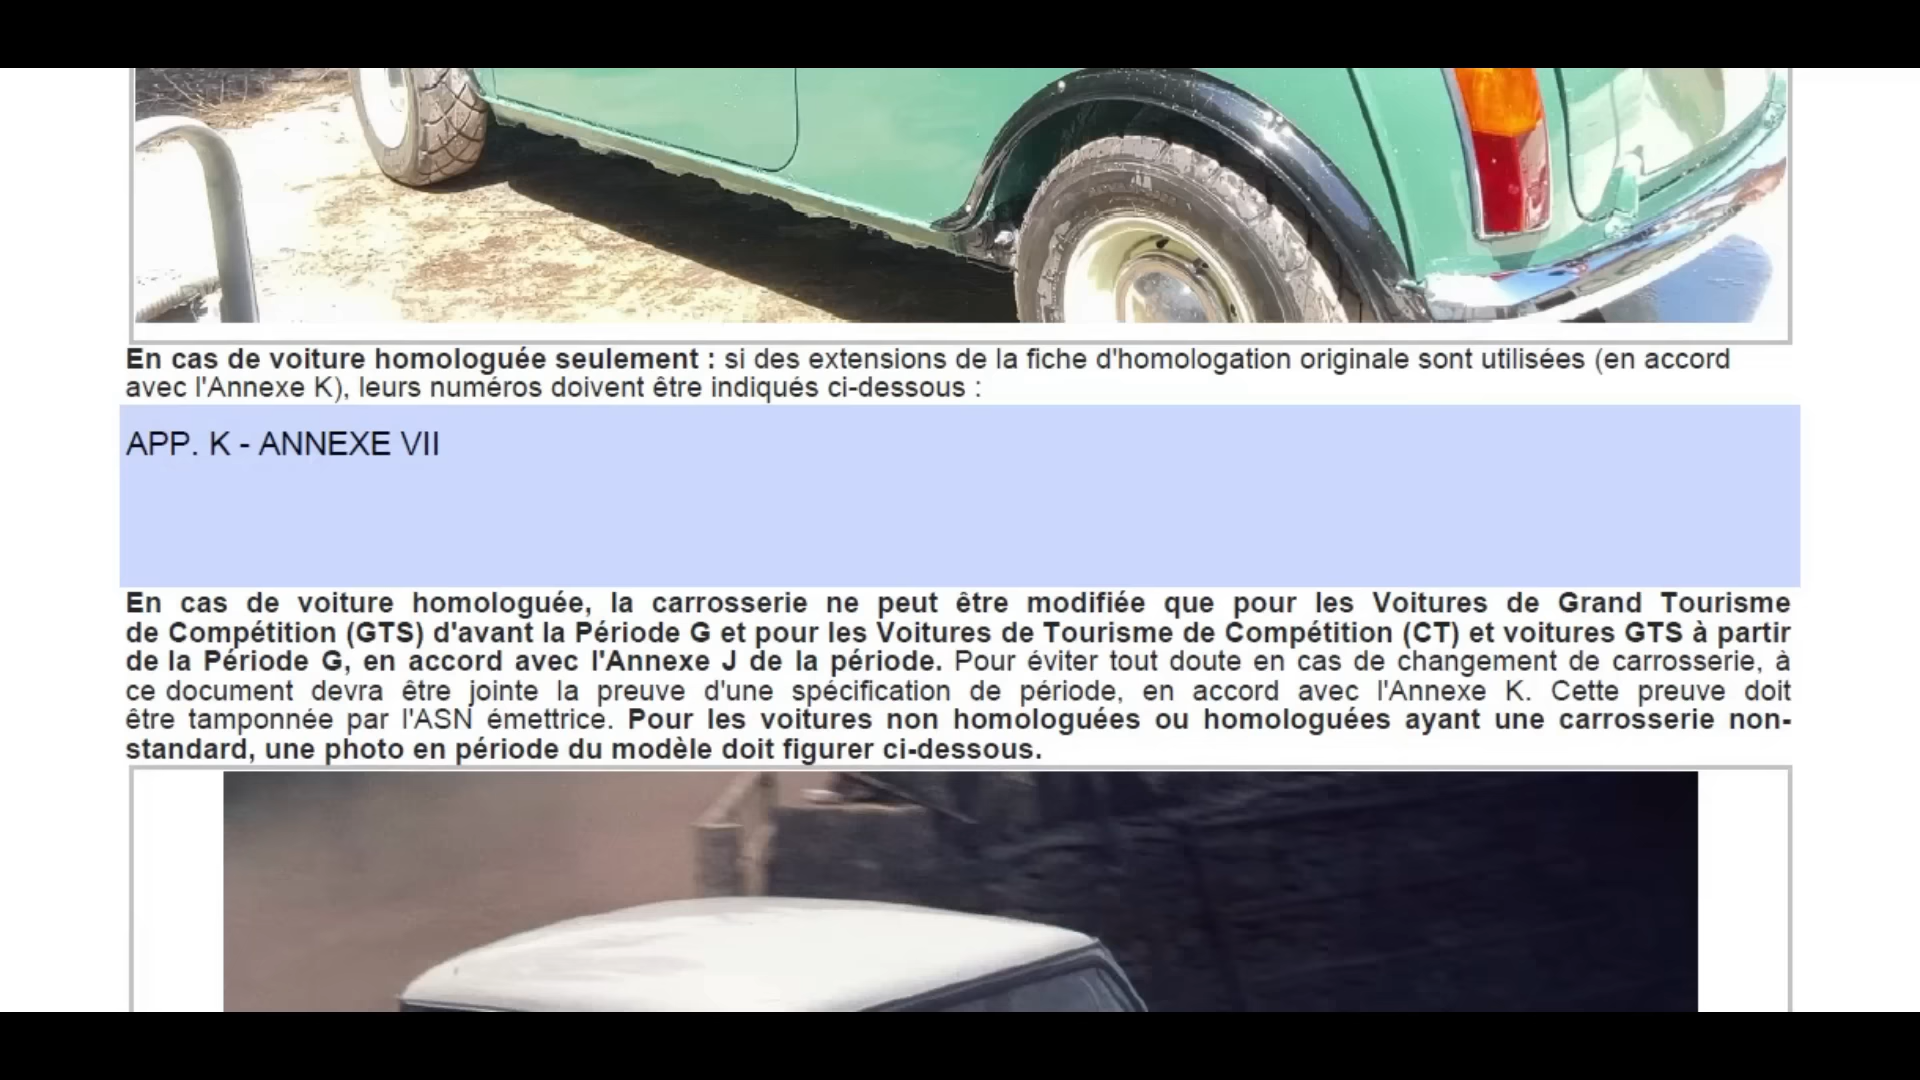 En cas de voiture homologuée seulement : si des extensions de la fiche d'homologation originale sont utilisées (en accord
avec l'Annexe K), leurs numéros doivent être indiqués ci-dessous :
APP. K - ANNEXE VII
En cas de voiture homologuée, la carrosserie ne peut être modifiée que pour les Voitures de Grand Tourisme
de Compétition (GTS) d'avant la Période G et pour les Voitures de Tourisme de Compétition (CT) et voitures GTS à partir
de la Période G, en accord avec l'Annexe J de la période. Pour éviter tout doute en cas de changement de carrosserie, à
ce document devra être jointe la preuve d'une spécification de période, en accord avec l'Annexe K. Cette preuve doit
être tamponnée par l'ASN émettrice. Pour les voitures non homologuées ou homologuées ayant une carrosserie non-
standard, une photo en période du modèle doit figurer ci-dessous.